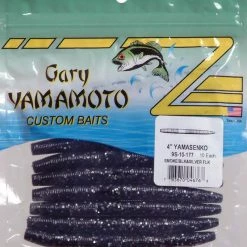 Gary
YAMAMOTO
CUSTOM BAITS
4" YAMASENKO
9S-10-177 10 Each